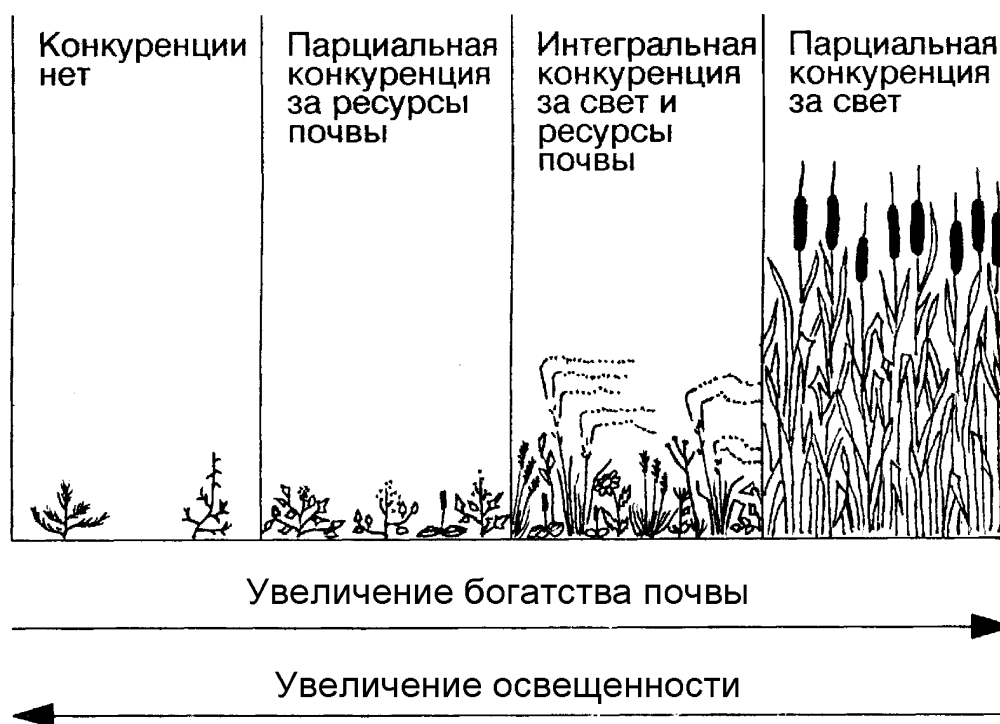 Конкуренции
нет
Парциальная
конкуренция
за ресурсы
почвы
Интегральная
конкуренция
за свет и
ресурсы
почвы
Парциальная
конкуренция
за свет
Увеличение богатства почвы
Увеличение освещенности